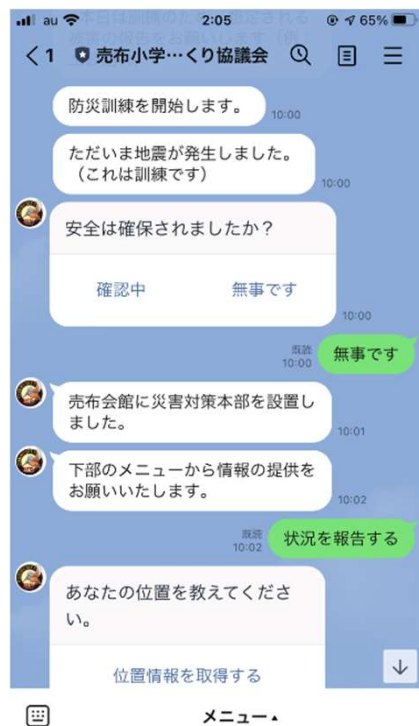 au 2:05 65%
1 売布小学…くり協議会
防災訓練を開始します。
10:00
ただいま地震が発生しました。
（これは訓練です）
10:00
安全は確保されましたか？
確認中 無事です
10:00
既読
10:00
無事です
売布会館に災害対策本部を設置し
ました。
10:01
下部のメニューから情報の提供を
お願いいたします。
10:02
既読
10:02
状況を報告する
あなたの位置を教えてくださ
い。
位置情報を取得する
メニュー